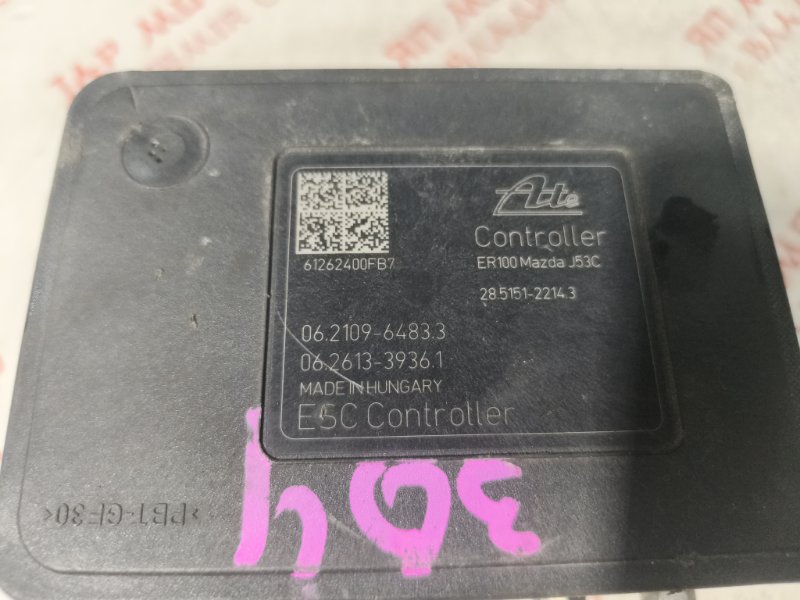 Ate
Controller
61262400FB7
ER100 Mazda J53C
28.5151-2214.3
06.2109-6483.3
06.2613-3936.1
MADE IN HUNGARY
ESC Controller
304
>PBT-GF30<